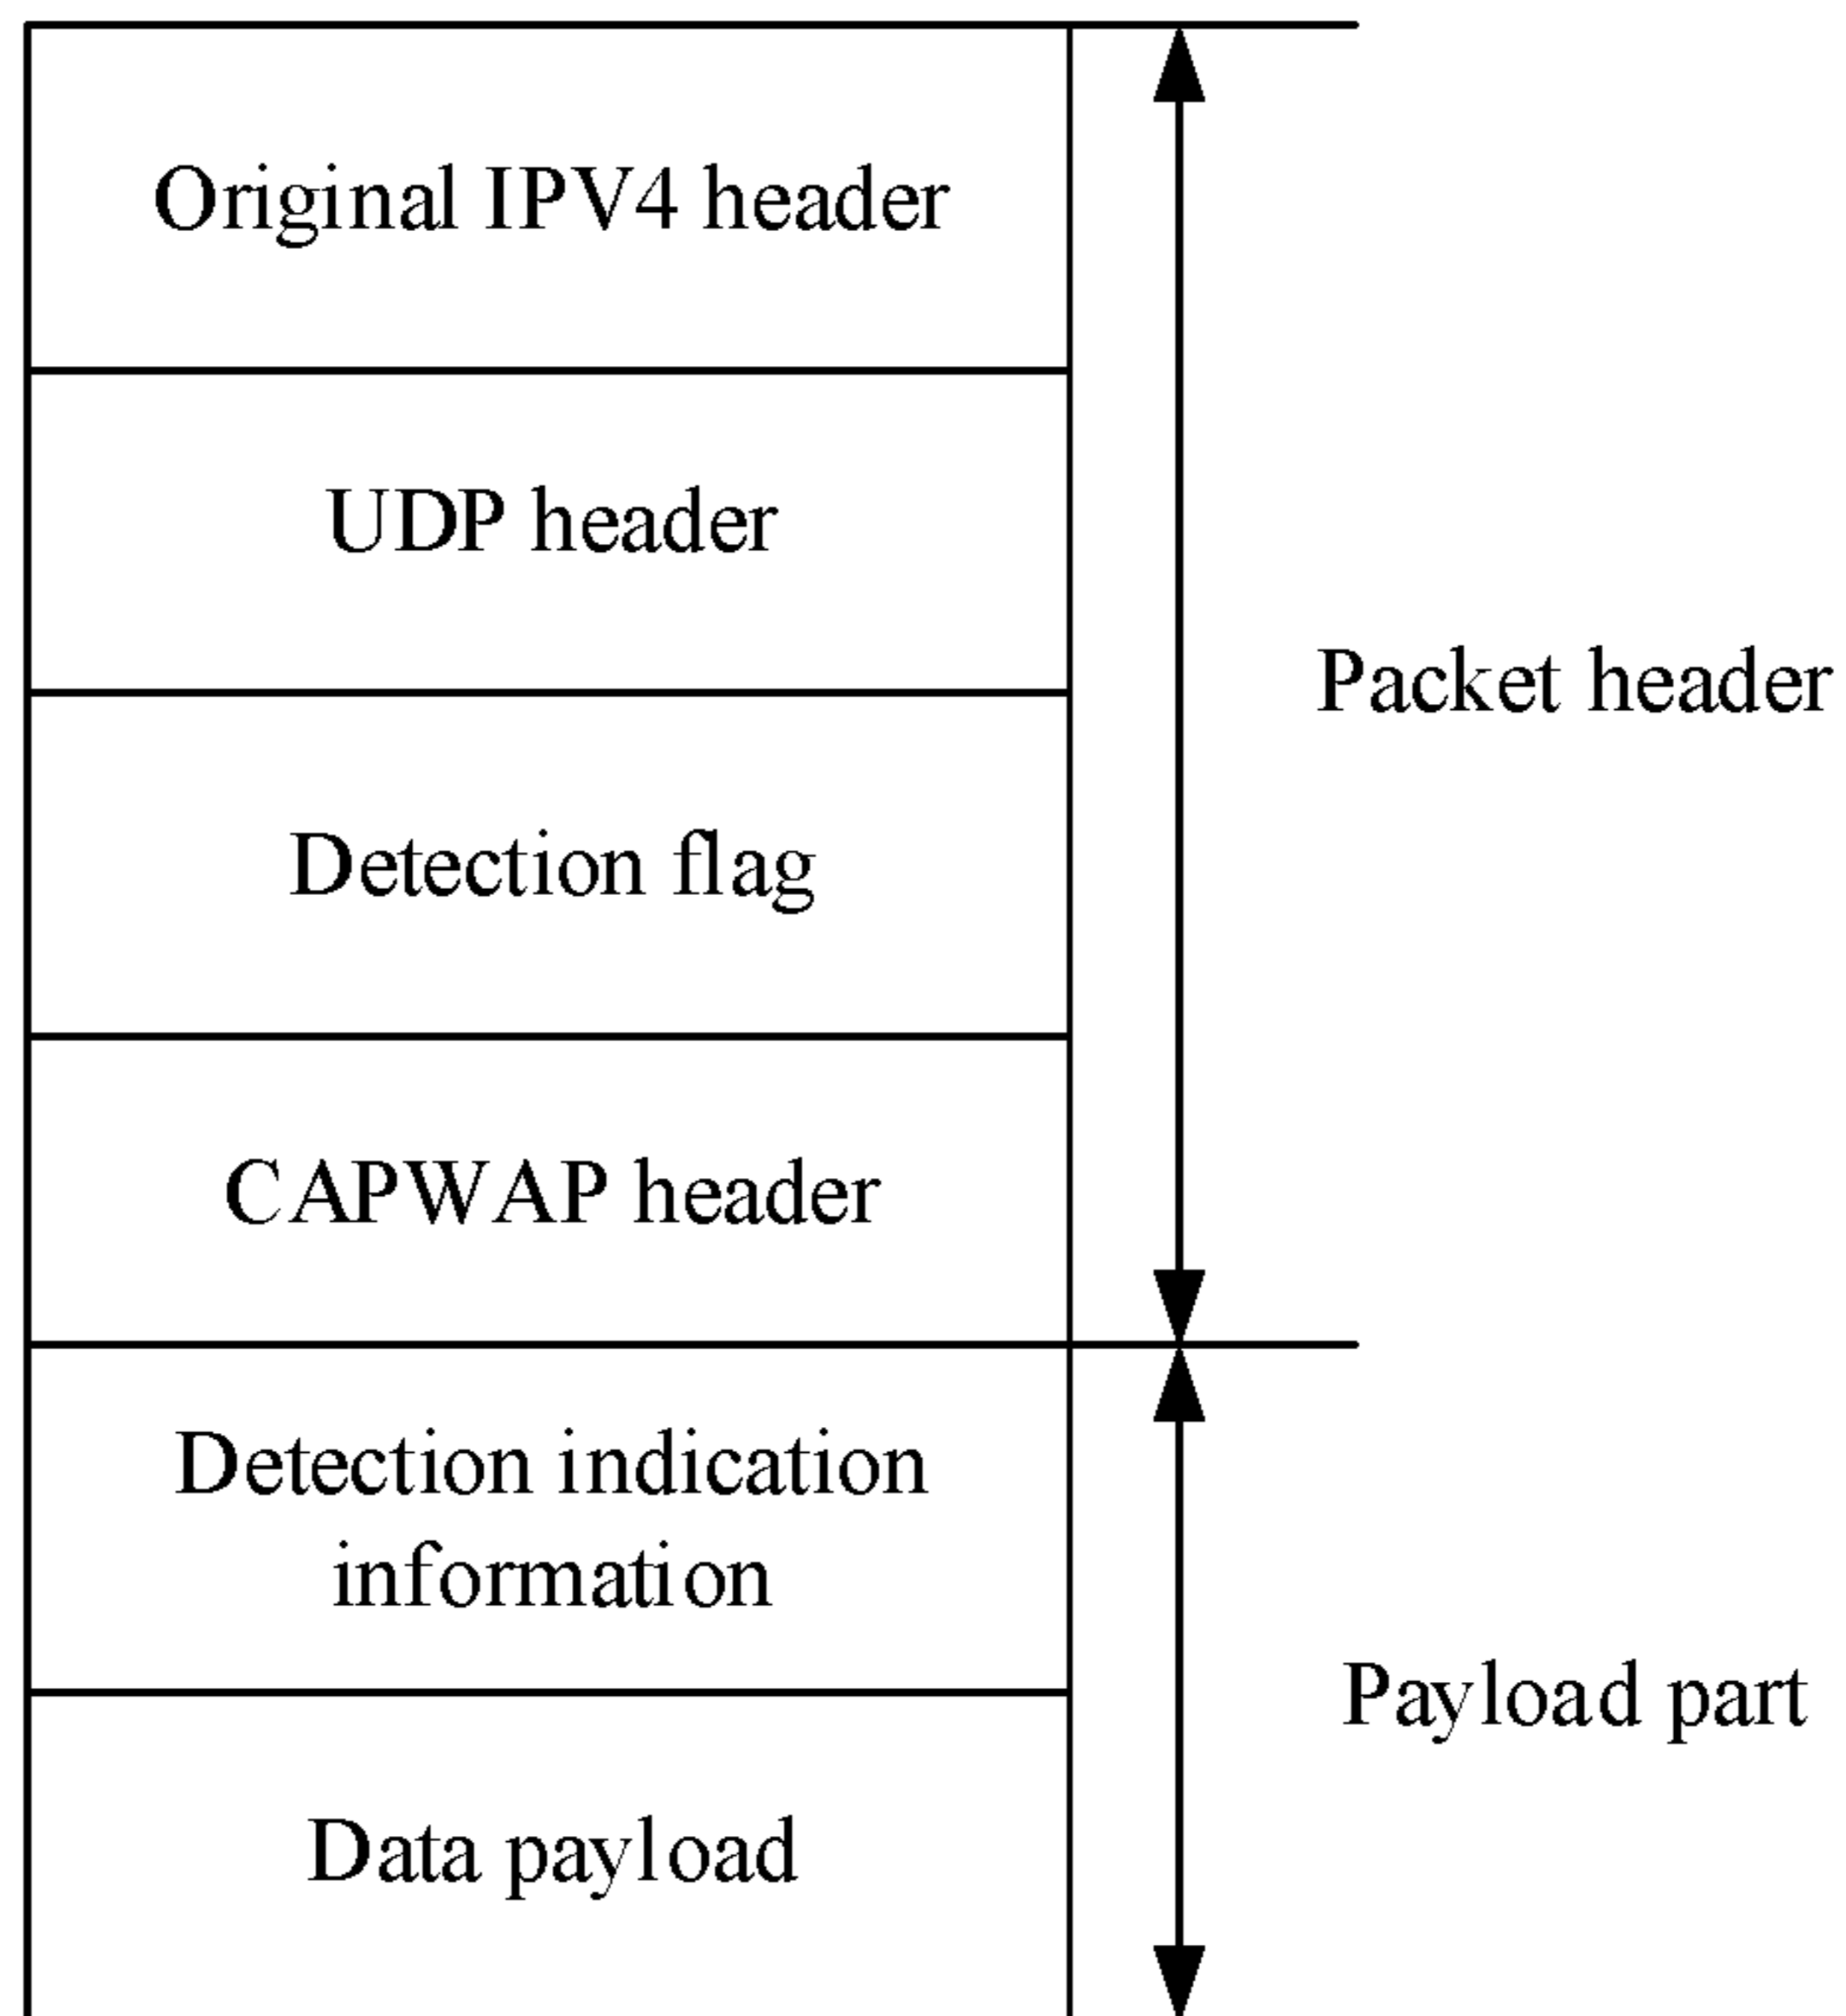 Original IPV4 header
UDP header
Packet header
Detection flag
CAPWAP header
Detection indication
information
Payload part
Data payload